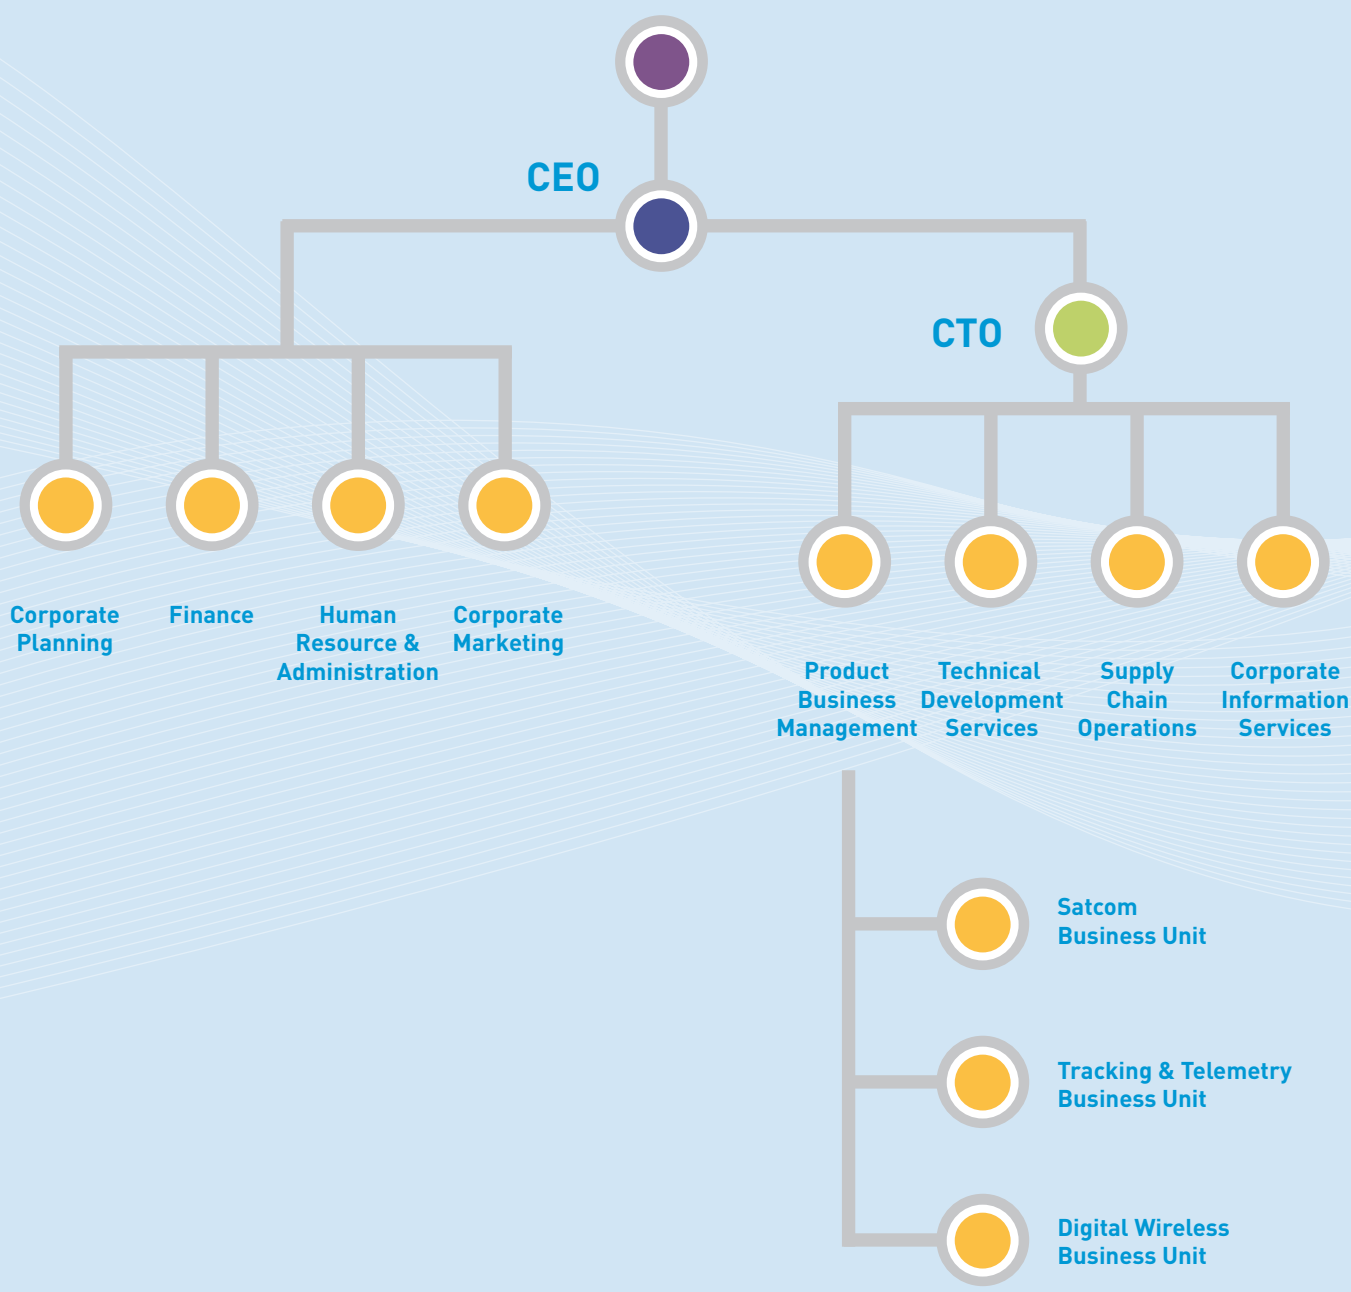 CEO
CTO
Corporate
Planning
Finance
Human
Resource &
Administration
Corporate
Marketing
Product
Business
Management
Technical
Development
Services
Supply
Chain
Operations
Corporate
Information
Services
Satcom
Business Unit
Tracking & Telemetry
Business Unit
Digital Wireless
Business Unit